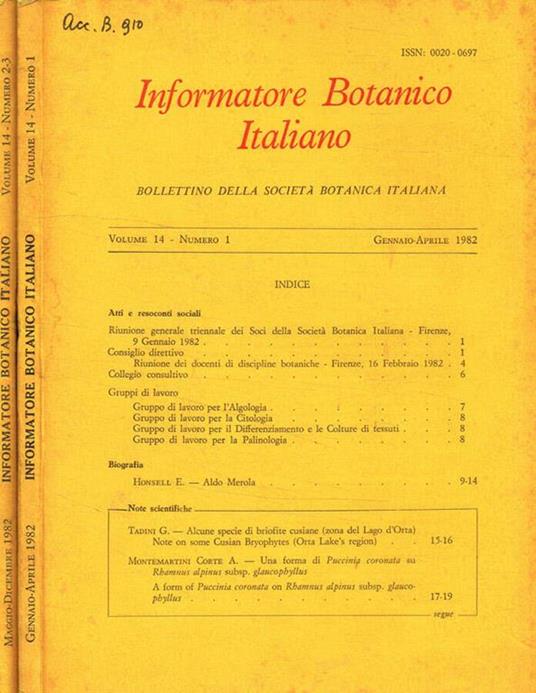 Acc. B. 910
ISSN: 0020-0697
Informatore Botanico
Italiano
BOLLETTINO DELLA SOCIETÀ BOTANICA ITALIANA
VOLUME 14 - NUMERO 1 GENNAIO-APRILE 1982
INDICE
Atti e resoconti sociali
Riunione generale triennale dei Soci della Società Botanica Italiana - Firenze,
9 Gennaio 1982 . . . . . . . . . . . . 1
Consiglio direttivo . . . . . . . . . . . . 1
Riunione dei docenti di discipline botaniche - Firenze, 16 Febbraio 1982 . 4
Collegio consultivo . . . . . . . . . . . . 6
Gruppi di lavoro
Gruppo di lavoro per l'Algologia . . . . . . . . 7
Gruppo di lavoro per la Citologia . . . . . . . . 8
Gruppo di lavoro per il Differenziamento e le Colture di tessuti . . 8
Gruppo di lavoro per la Palinologia . . . . . . . . 8
Biografia
HONSELL E. — Aldo Merola . . . . . . . . . 9-14
Note scientifiche
TADINI G. — Alcune specie di briofite cusiane (zona del Lago d'Orta)
Note on some Cusian Bryophytes (Orta Lake's region) . . 15-16
MONTEMARTINI CORTE A. — Una forma di Puccinia coronata su
Rhamnus alpinus subsp. glaucophyllus
A form of Puccinia coronata on Rhamnus alpinus subsp. glauco-
phyllus . . . . . . . . . . . 17-19
segue
MAGGIO-DICEMBRE 1982 INFORMATORE BOTANICO ITALIANO VOLUME 14 - NUMERO 2-3
GENNAIO-APRILE 1982 INFORMATORE BOTANICO ITALIANO VOLUME 14 - NUMERO 1